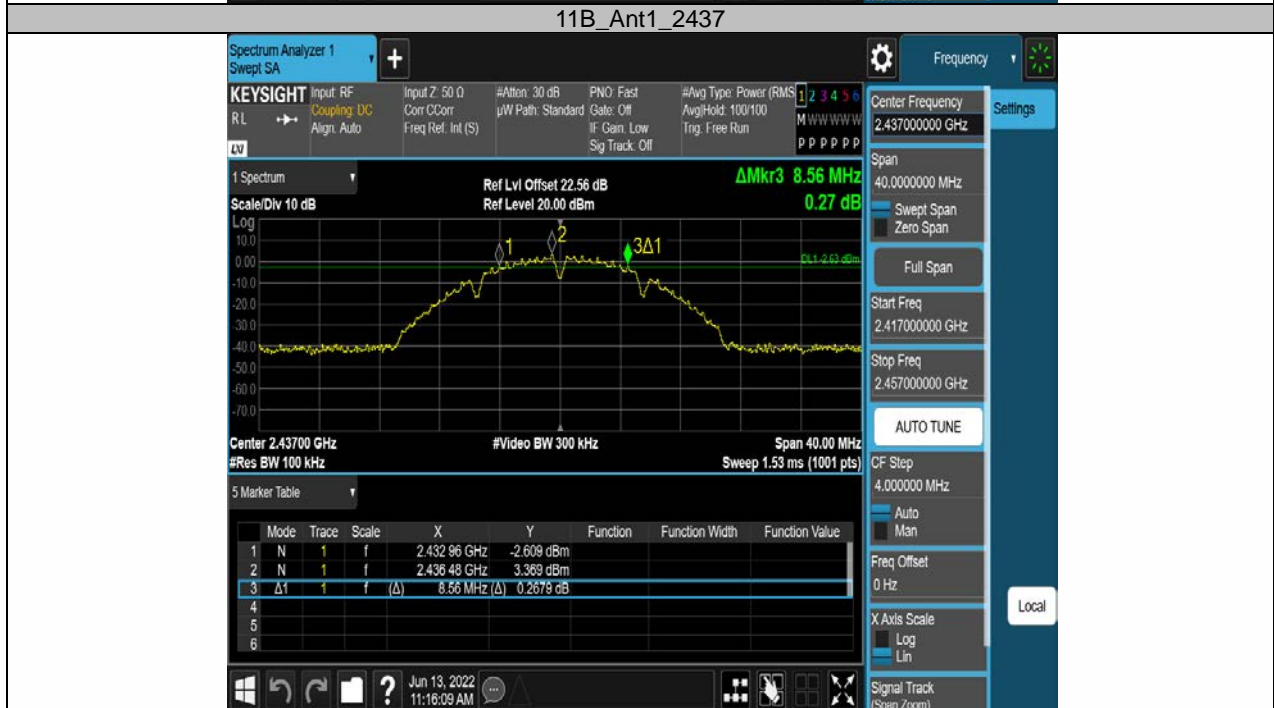 11B_Ant1_2437
Spectrum Analyzer 1
Swept SA
+
Frequency
KEYSIGHT
RL
LV
Input: RF
Coupling: DC
Align: Auto
Input Z: 50 Ω
Corr CCorr
Freq Ref: Int (S)
#Atten: 30 dB
µW Path: Standard
PNO: Fast
Gate: Off
IF Gain: Low
Sig Track: Off
#Avg Type: Power (RMS
Avg|Hold: 100/100
Trig: Free Run
1 2 3 4 5 6
M W W W W W
P P P P P P
1 Spectrum
Scale/Div 10 dB
Ref Lvl Offset 22.56 dB
Ref Level 20.00 dBm
ΔMkr3 8.56 MHz
0.27 dB
Log
10.0
0.00
-10.0
-20.0
-30.0
-40.0
-50.0
-60.0
-70.0
1
2
3Δ1
DL1 -2.63 dBm
Center 2.43700 GHz
#Video BW 300 kHz
Span 40.00 MHz
#Res BW 100 kHz
Sweep 1.53 ms (1001 pts)
5 Marker Table
Mode Trace Scale X Y Function Function Width Function Value
1 N 1 f 2.432 96 GHz -2.609 dBm
2 N 1 f 2.436 48 GHz 3.369 dBm
3 Δ1 1 f (Δ) 8.56 MHz (Δ) 0.2679 dB
4
5
6
?
Jun 13, 2022
11:16:09 AM
Center Frequency
2.437000000 GHz
Settings
Span
40.0000000 MHz
Swept Span
Zero Span
Full Span
Start Freq
2.417000000 GHz
Stop Freq
2.457000000 GHz
AUTO TUNE
CF Step
4.000000 MHz
Auto
Man
Freq Offset
0 Hz
X Axis Scale
Log
Lin
Local
Signal Track
(Span Zoom)